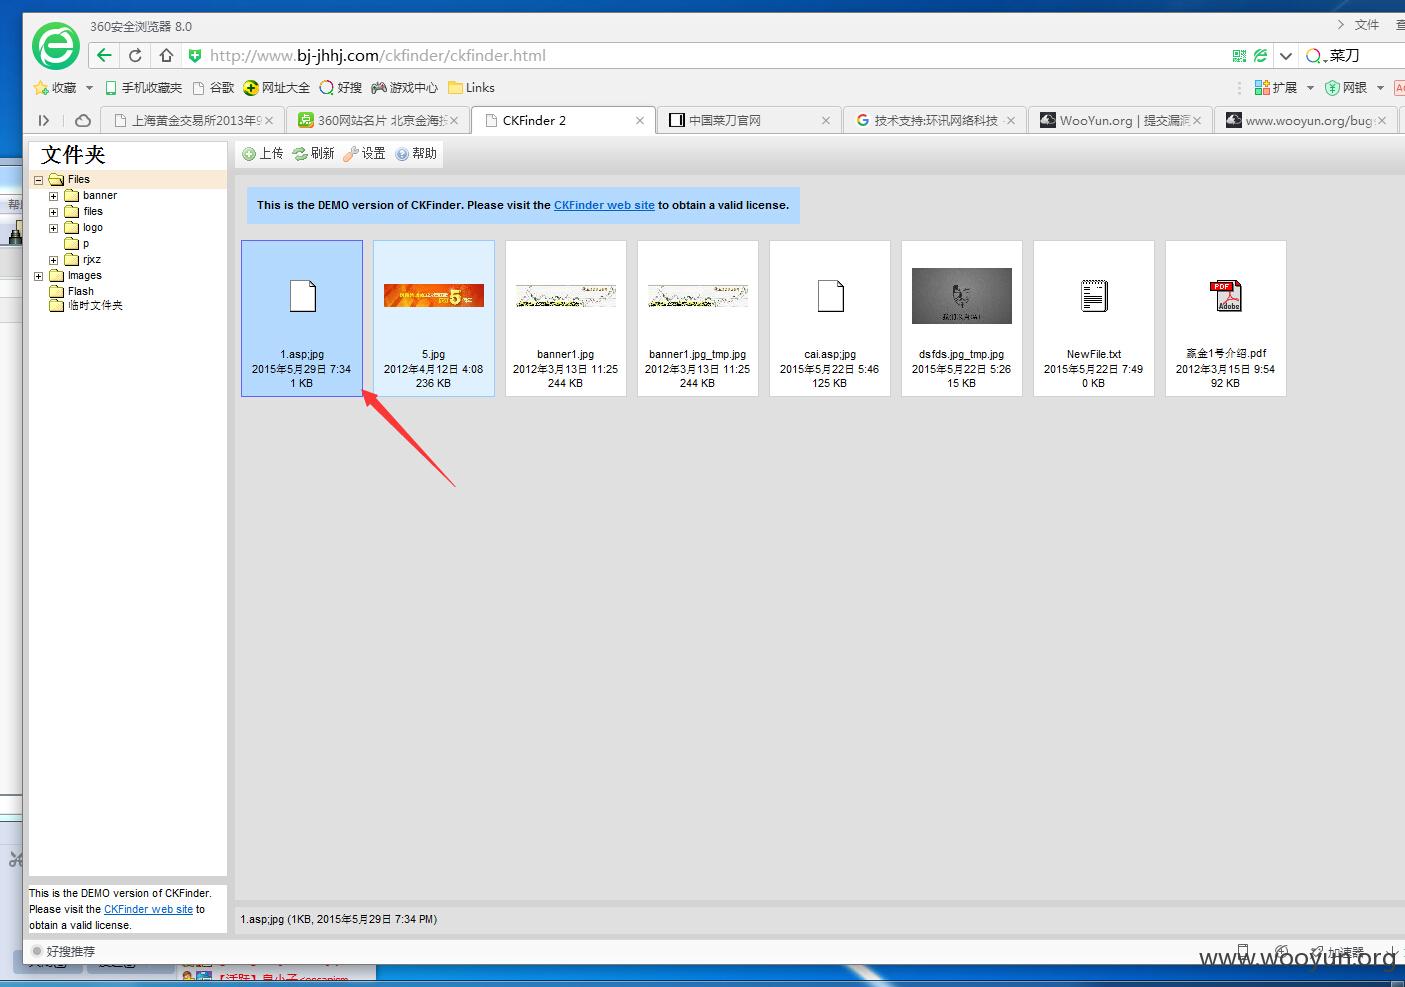 360安全浏览器 8.0
文件
http://www.bj-jhhj.com/ckfinder/ckfinder.html
菜刀
收藏 手机收藏夹 谷歌 网址大全 好搜 游戏中心 Links 扩展 网银
上海黄金交易所2013年9 360网站名片 北京金海 CKFinder 2 中国菜刀官网 技术支持:环讯网络科技 WooYun.org | 提交漏洞 www.wooyun.org/bug
文件夹
上传 刷新 设置 帮助
Files
banner
files
logo
p
rjxz
Images
Flash
临时文件夹
This is the DEMO version of CKFinder. Please visit the CKFinder web site to obtain a valid license.
1.asp;jpg
2015年5月29日 7:34
1 KB
5.jpg
2012年4月12日 4:08
236 KB
banner1.jpg
2012年3月13日 11:25
244 KB
banner1.jpg_tmp.jpg
2012年3月13日 11:25
244 KB
cai.asp;jpg
2015年5月22日 5:46
125 KB
dsfds.jpg_tmp.jpg
2015年5月22日 5:26
15 KB
NewFile.txt
2015年5月22日 7:49
0 KB
PDF
Adobe
赢金1号介绍.pdf
2012年3月15日 9:54
92 KB
This is the DEMO version of CKFinder.
Please visit the CKFinder web site to
obtain a valid license.
1.asp;jpg (1KB, 2015年5月29日 7:34 PM)
好搜推荐
加速器
www.wooyun.org